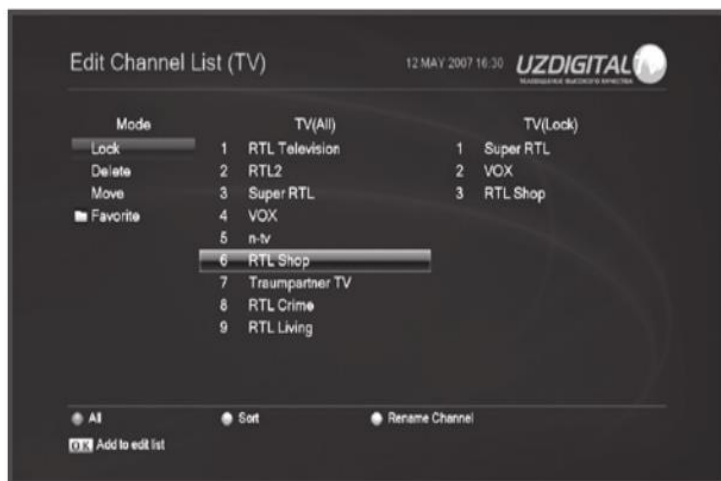 Edit Channel List (TV)
12 MAY 2007 16:30
UZDIGITAL TV
Mode
Lock
Delete
Move
Favorite
TV(All)
1 RTL Television
2 RTL2
3 Super RTL
4 VOX
5 n-tv
6 RTL Shop
7 Traumpartner TV
8 RTL Crime
9 RTL Living
TV(Lock)
1 Super RTL
2 VOX
3 RTL Shop
All
Sort
Rename Channel
OK Add to edit list